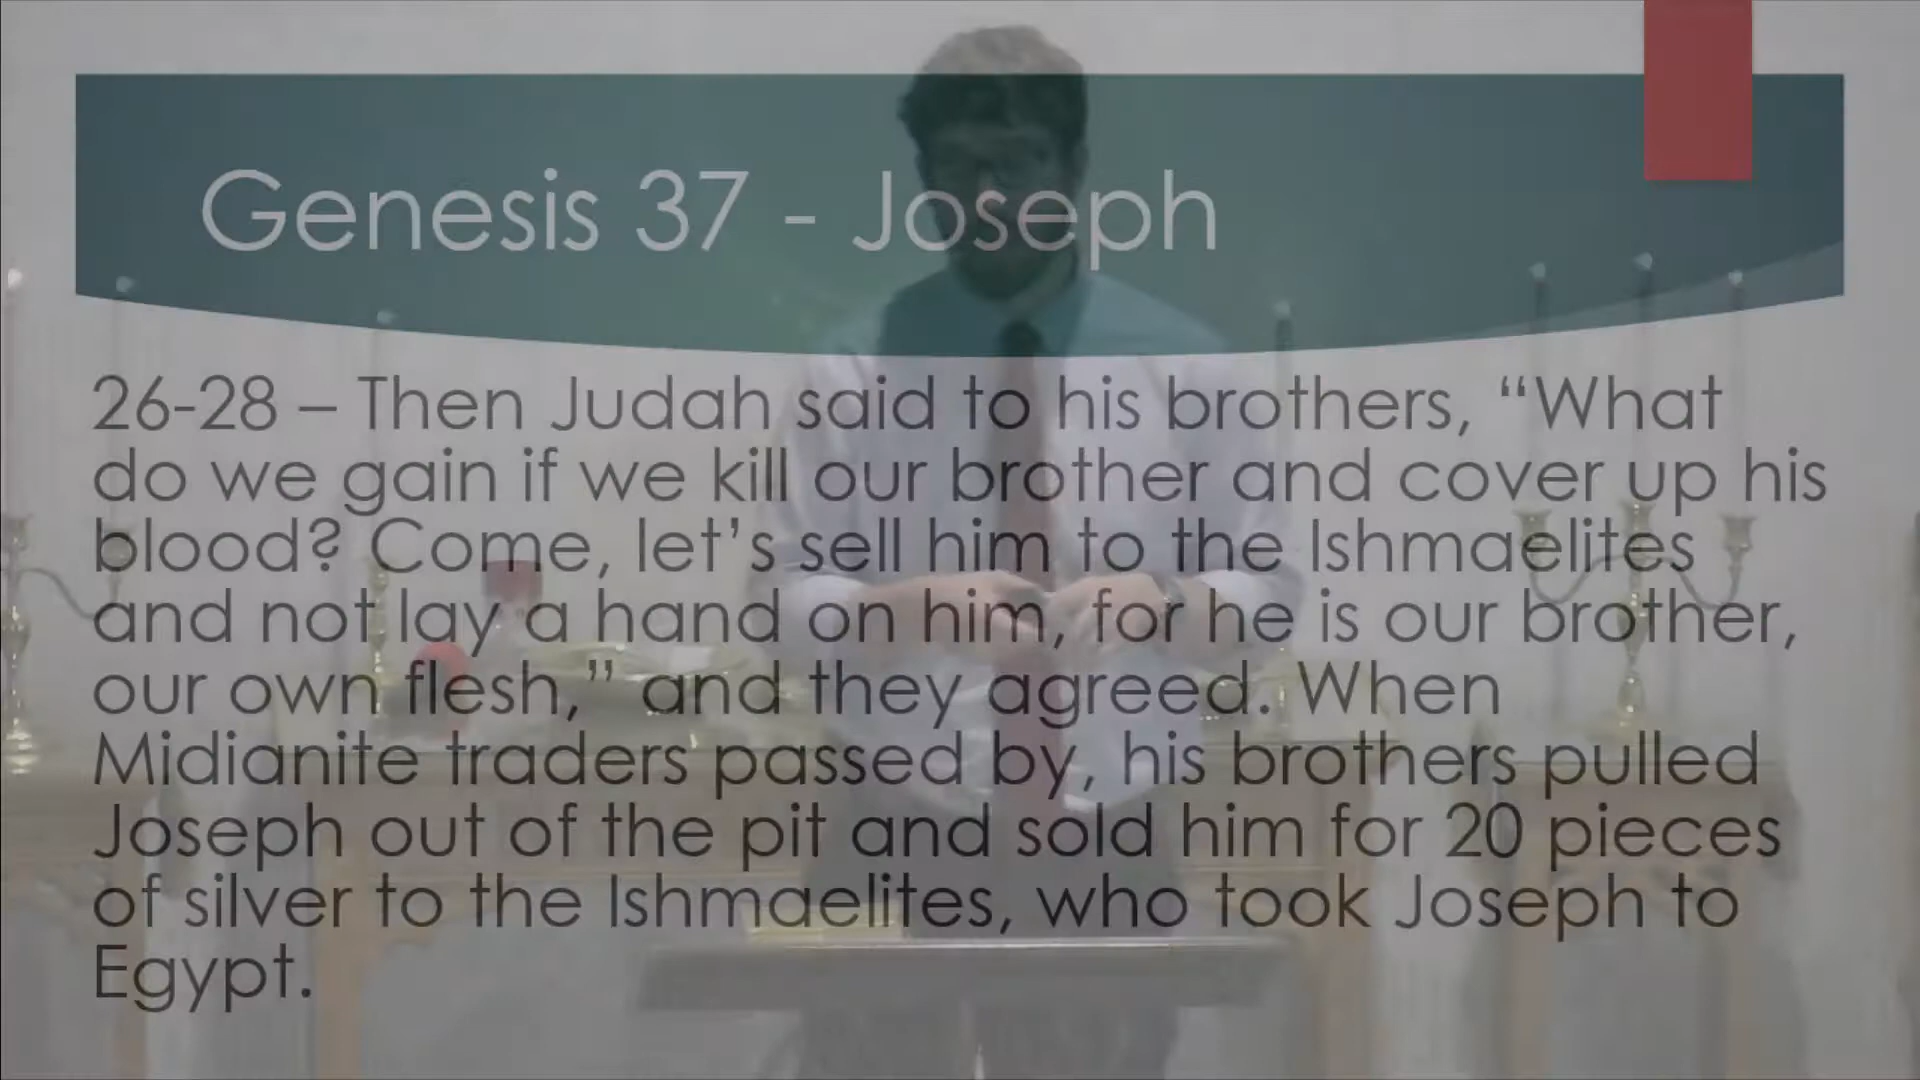 Genesis 37 - Joseph
26-28 – Then Judah said to his brothers, “What
do we gain if we kill our brother and cover up his
blood? Come, let’s sell him to the Ishmaelites
and not lay a hand on him, for he is our brother,
our own flesh,” and they agreed. When
Midianite traders passed by, his brothers pulled
Joseph out of the pit and sold him for 20 pieces
of silver to the Ishmaelites, who took Joseph to
Egypt.